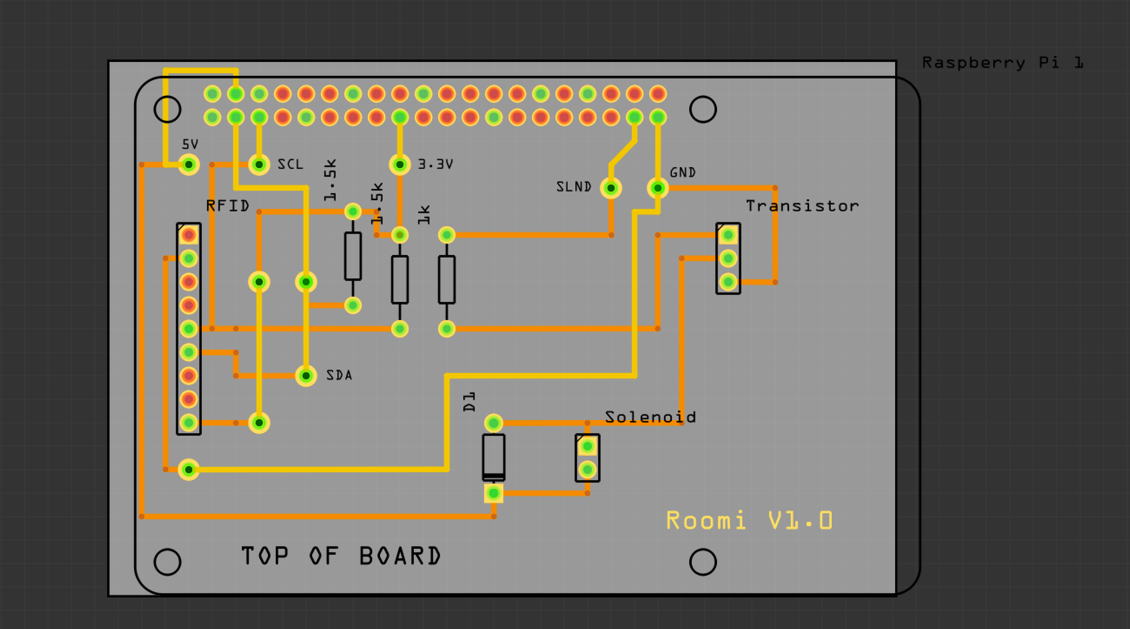 Raspberry Pi 1
5V
SCL
1.5k
3.3V
1.5k
1k
SLND
GND
RFID
Transistor
SDA
D1
Solenoid
Roomi V1.0
TOP OF BOARD